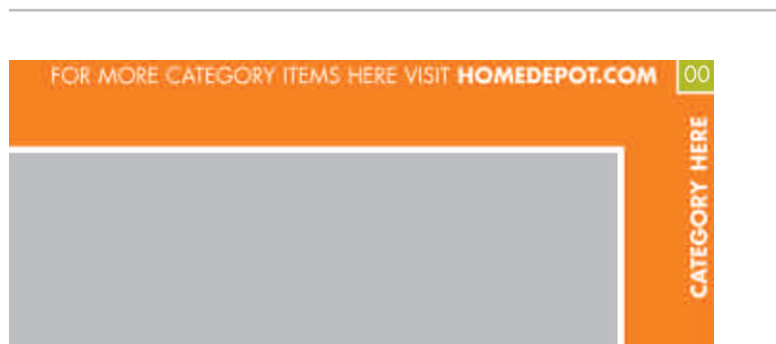 FOR MORE CATEGORY ITEMS HERE VISIT HOMEDEPOT.COM
00
CATEGORY HERE